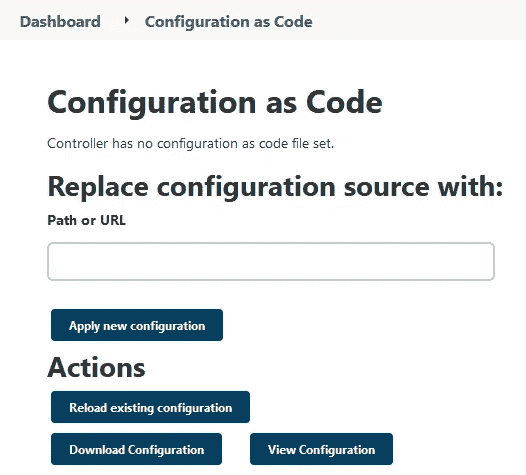 Dashboard Configuration as Code
Configuration as Code
Controller has no configuration as code file set.
Replace configuration source with:
Path or URL
Apply new configuration
Actions
Reload existing configuration
Download Configuration View Configuration